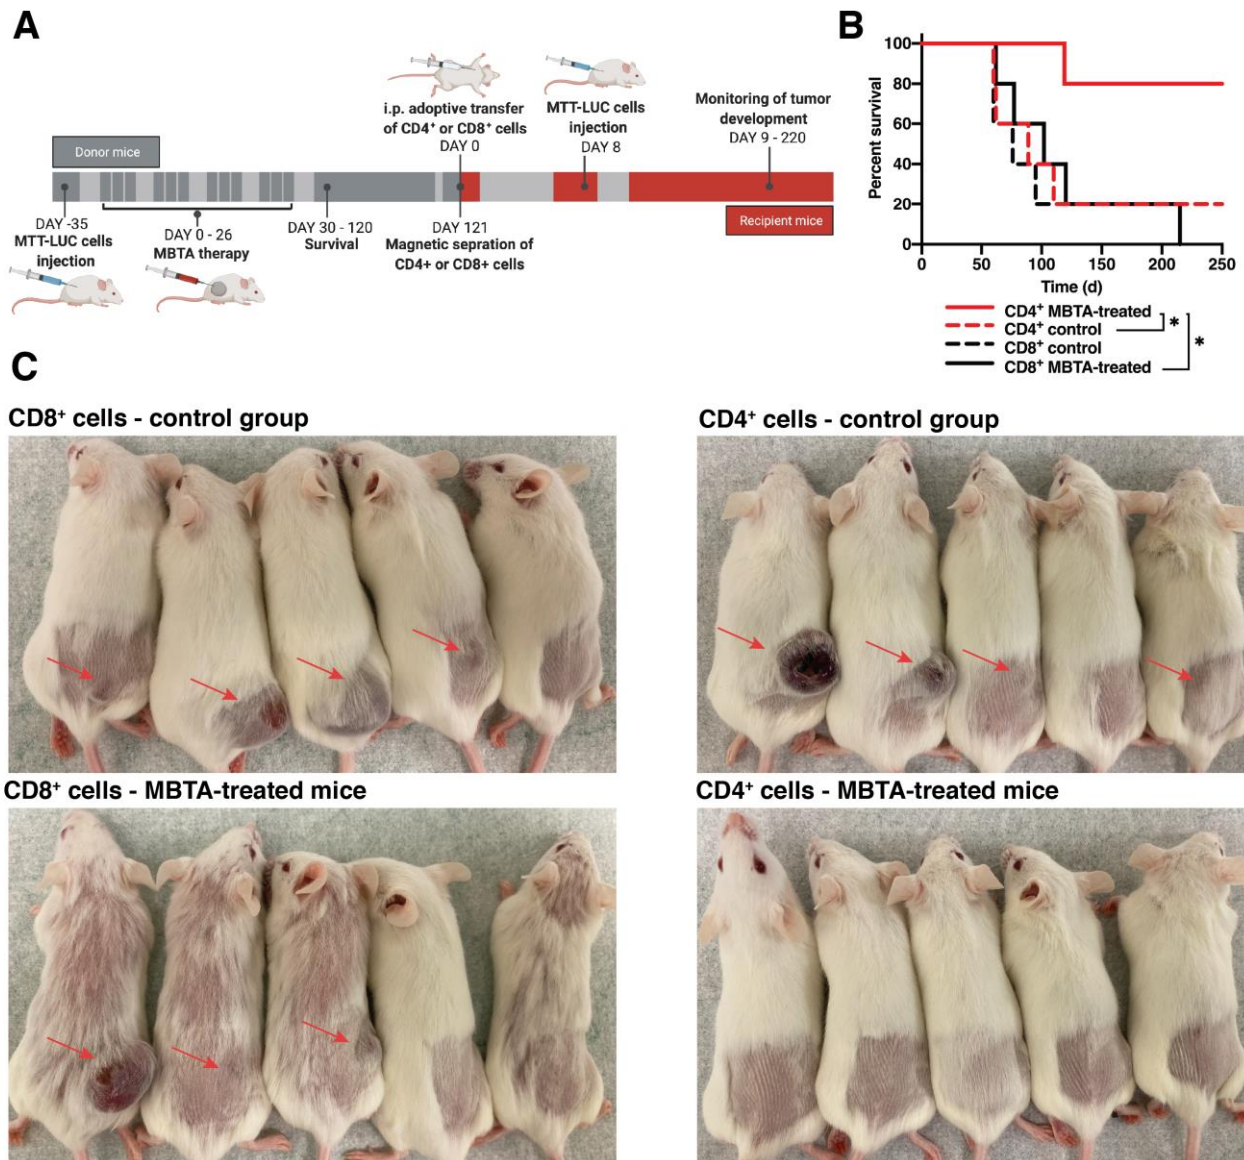 A
i.p. adoptive transfer
of CD4⁺ or CD8⁺ cells
DAY 0
MTT-LUC cells
injection
DAY 8
Monitoring of tumor
development
DAY 9 - 220
Donor mice
Recipient mice
DAY -35
MTT-LUC cells
injection
DAY 0 - 26
MBTA therapy
DAY 30 - 120
Survival
DAY 121
Magnetic sepration of
CD4+ or CD8+ cells
B
Percent survival
100
80
60
40
20
0
0 50 100 150 200 250
Time (d)
CD4⁺ MBTA-treated
CD4⁺ control
CD8⁺ control
CD8⁺ MBTA-treated
*
*
C
CD8⁺ cells - control group
CD4⁺ cells - control group
CD8⁺ cells - MBTA-treated mice
CD4⁺ cells - MBTA-treated mice